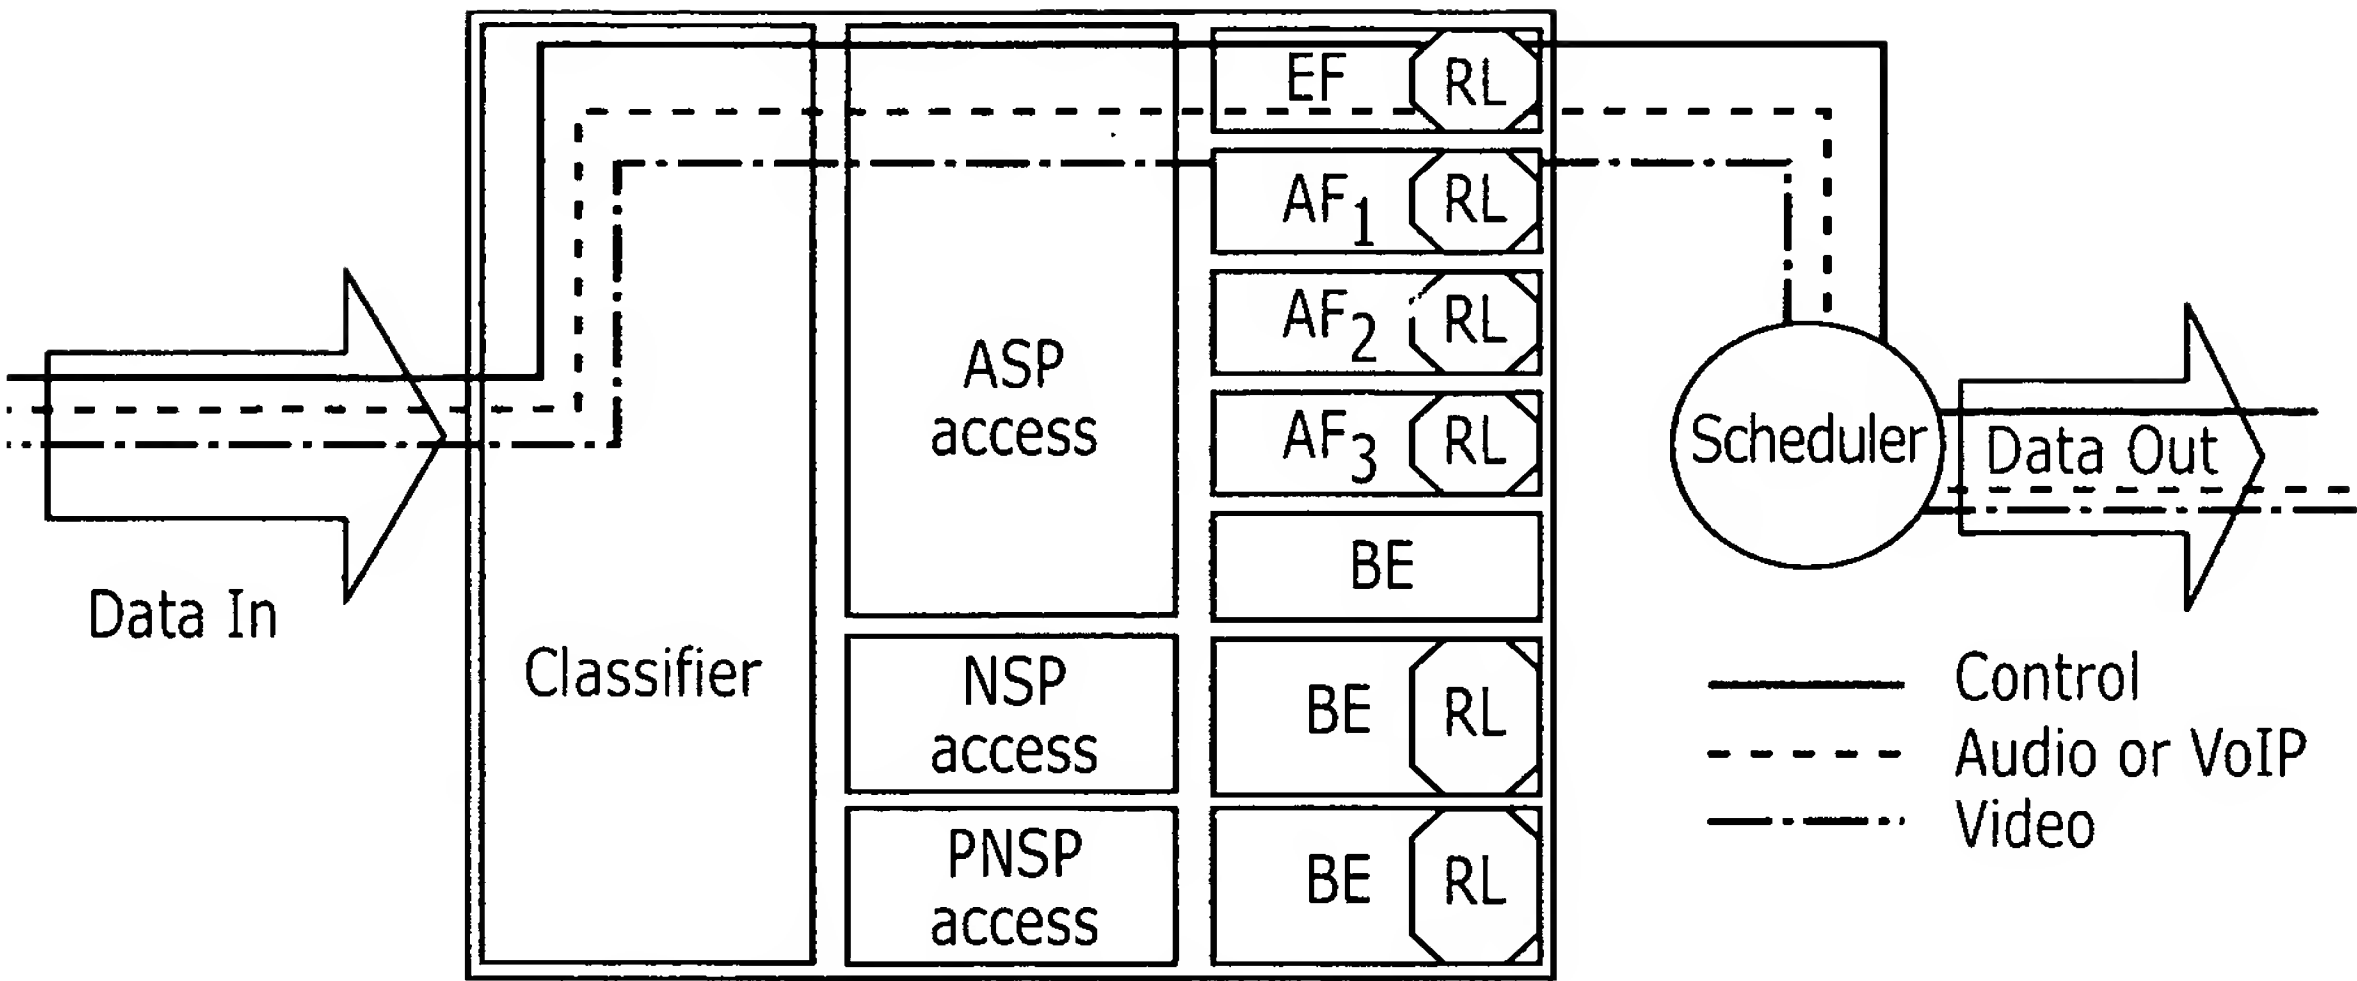 Data In
Classifier
ASP
access
NSP
access
PNSP
access
EF RL
AF1 RL
AF2 RL
AF3 RL
BE
BE RL
BE RL
Scheduler
Data Out
Control
Audio or VoIP
Video